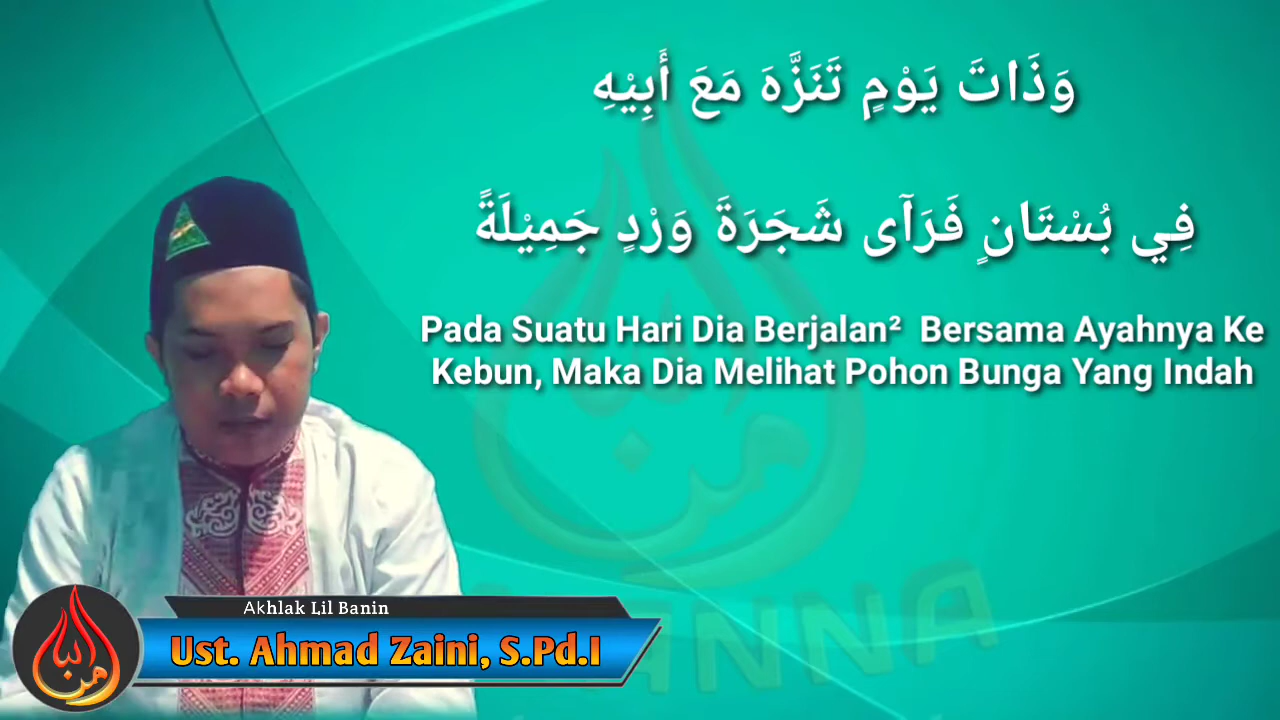 وَذَاتَ يَوْمٍ تَنَزَّهَ مَعَ أَبِيْهِ
فِي بُسْتَانٍ فَرَآى شَجَرَةَ وَرْدٍ جَمِيْلَةً
Pada Suatu Hari Dia Berjalan² Bersama Ayahnya Ke
Kebun, Maka Dia Melihat Pohon Bunga Yang Indah
Akhlak Lil Banin
Ust. Ahmad Zaini, S.Pd.I